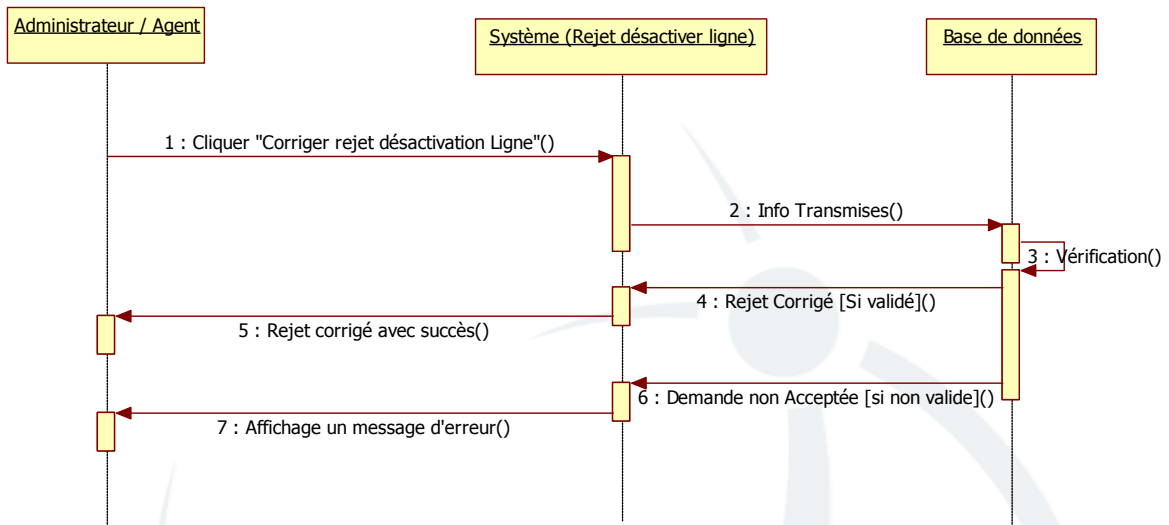 Administrateur / Agent
Système (Rejet désactiver ligne)
Base de données
1 : Cliquer "Corriger rejet désactivation Ligne"()
2 : Info Transmises()
3 : Vérification()
4 : Rejet Corrigé [Si validé]()
5 : Rejet corrigé avec succès()
6 : Demande non Acceptée [si non valide]()
7 : Affichage un message d'erreur()